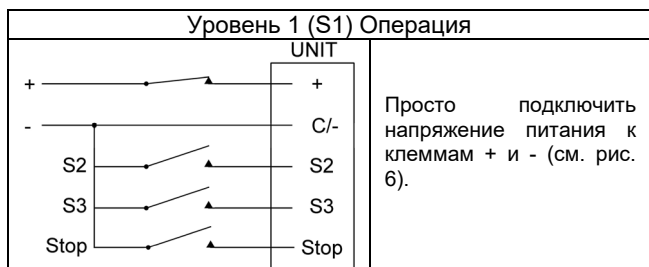 Уровень 1 (S1) Операция
UNIT
+ +
- C/-
S2 S2
S3 S3
Stop Stop
Просто подключить
напряжение питания к
клеммам + и - (см. рис.
6).